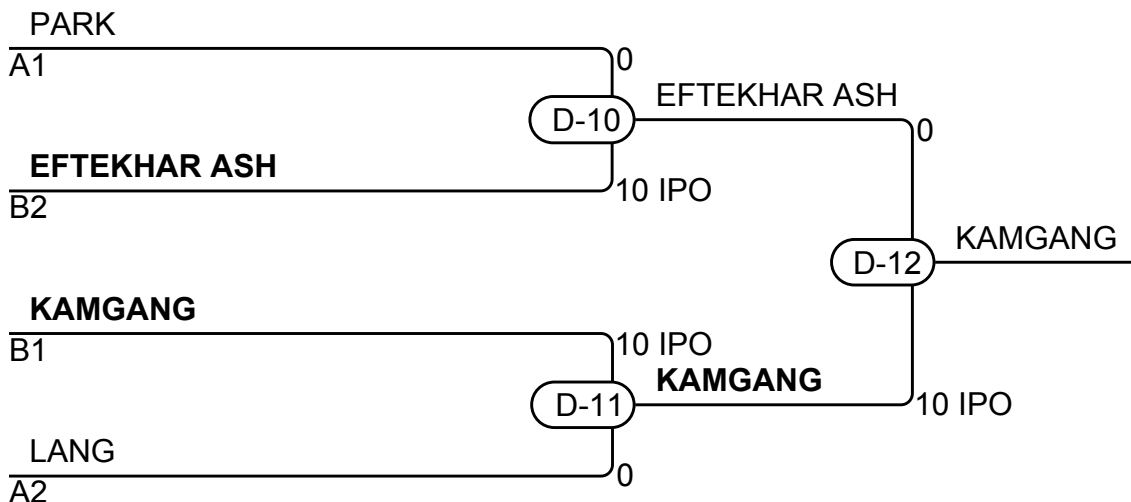 PARK
A1
0
D-10
EFTEKHAR ASH
0
EFTEKHAR ASH
B2
10 IPO
D-12
KAMGANG
KAMGANG
B1
10 IPO
D-11
KAMGANG
10 IPO
LANG
A2
0